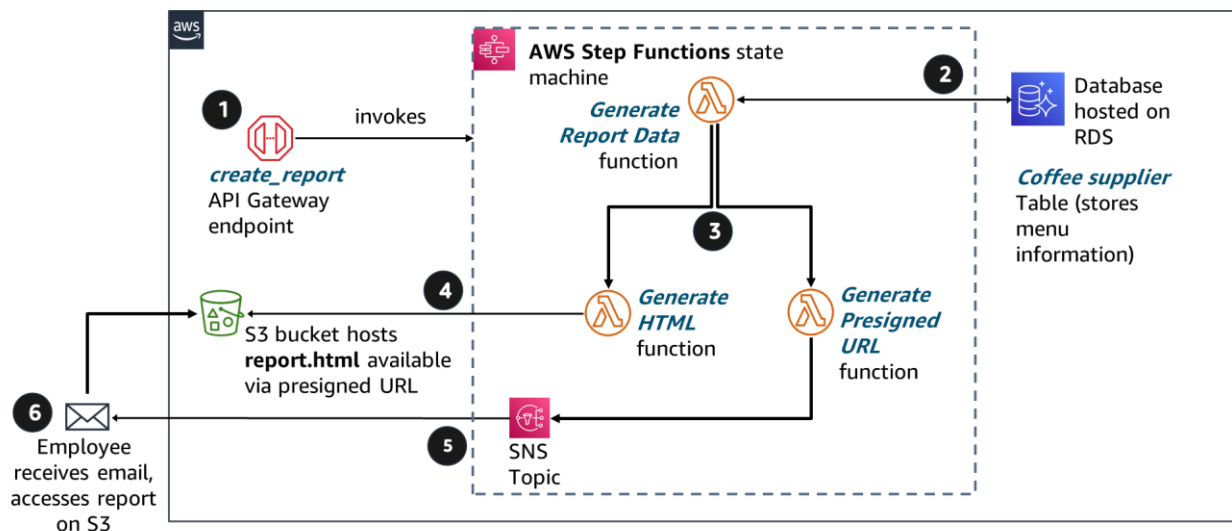 aws
AWS Step Functions state
machine
1
invokes
create_report
API Gateway
endpoint
Generate
Report Data
function
2
Database
hosted on
RDS
Coffee supplier
Table (stores
menu
information)
3
4
S3 bucket hosts
report.html available
via presigned URL
Generate
HTML
function
Generate
Presigned
URL
function
5
SNS
Topic
6
Employee
receives email,
accesses report
on S3